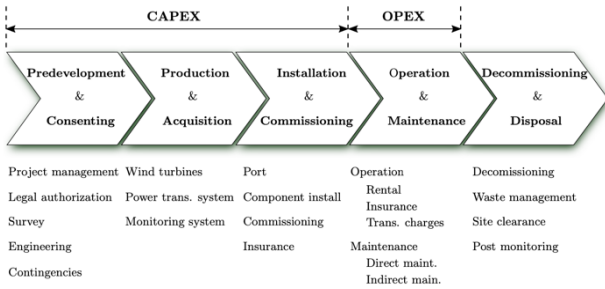 CAPEX
OPEX
Predevelopment
&
Consenting
Production
&
Acquisition
Installation
&
Commissioning
Operation
&
Maintenance
Decommissioning
&
Disposal
Project management
Legal authorization
Survey
Engineering
Contingencies
Wind turbines
Power trans. system
Monitoring system
Port
Component install
Commissioning
Insurance
Operation
Rental
Insurance
Trans. charges
Maintenance
Direct maint.
Indirect main.
Decomissioning
Waste management
Site clearance
Post monitoring